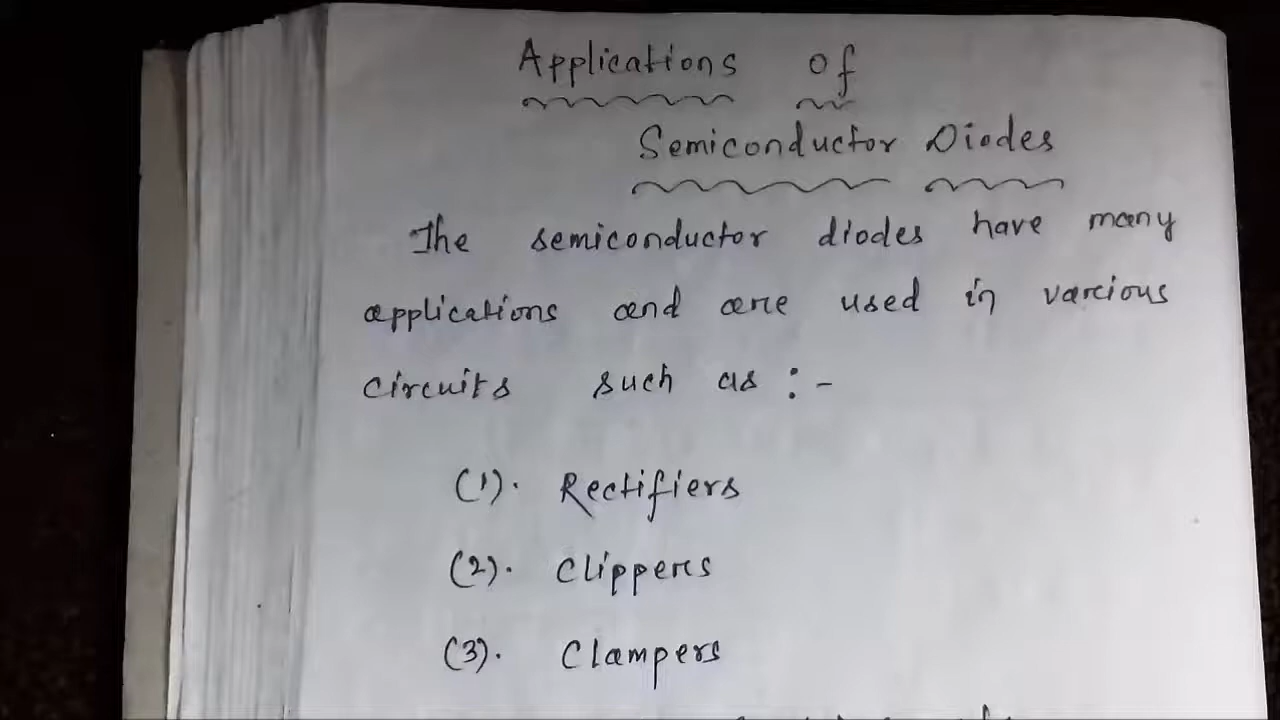 Applications of
Semiconductor Diodes
The semiconductor diodes have many
applications and are used in various
circuits such as :-
(1). Rectifiers
(2). Clippers
(3). Clampers